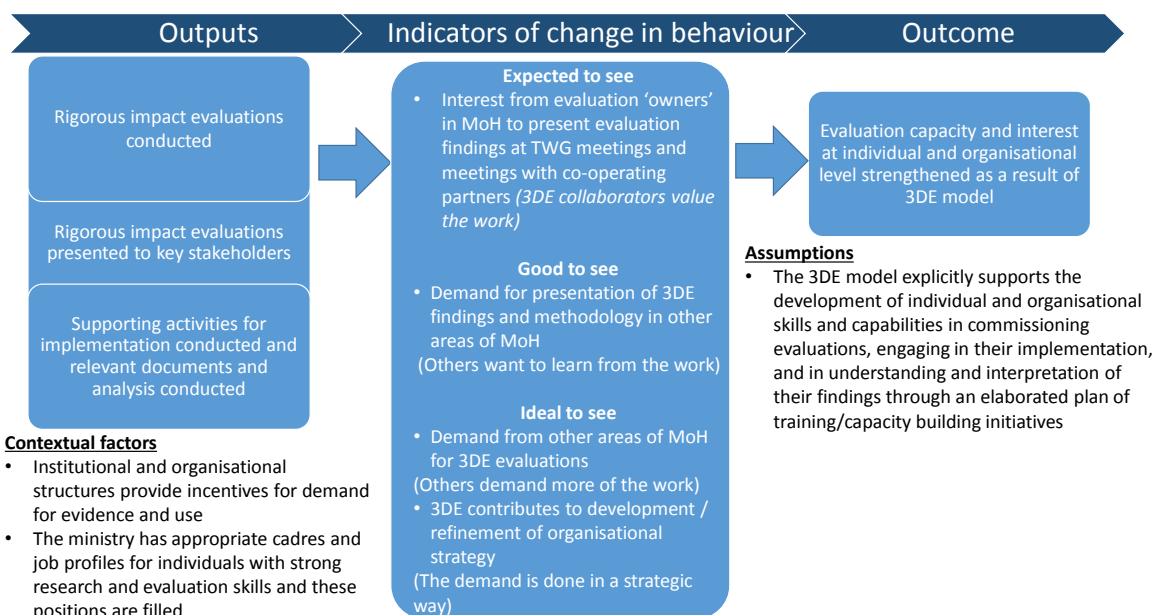 Outputs
Indicators of change in behaviour
Outcome
Rigorous impact evaluations
conducted
Rigorous impact evaluations
presented to key stakeholders
Supporting activities for
implementation conducted and
relevant documents and
analysis conducted
Contextual factors
• Institutional and organisational
structures provide incentives for demand
for evidence and use
• The ministry has appropriate cadres and
job profiles for individuals with strong
research and evaluation skills and these
positions are filled
Expected to see
• Interest from evaluation ‘owners’
in MoH to present evaluation
findings at TWG meetings and
meetings with co-operating
partners (3DE collaborators value
the work)
Good to see
• Demand for presentation of 3DE
findings and methodology in other
areas of MoH
(Others want to learn from the work)
Ideal to see
• Demand from other areas of MoH
for 3DE evaluations
(Others demand more of the work)
• 3DE contributes to development /
refinement of organisational
strategy
(The demand is done in a strategic
way)
Evaluation capacity and interest
at individual and organisational
level strengthened as a result of
3DE model
Assumptions
• The 3DE model explicitly supports the
development of individual and organisational
skills and capabilities in commissioning
evaluations, engaging in their implementation,
and in understanding and interpretation of
their findings through an elaborated plan of
training/capacity building initiatives